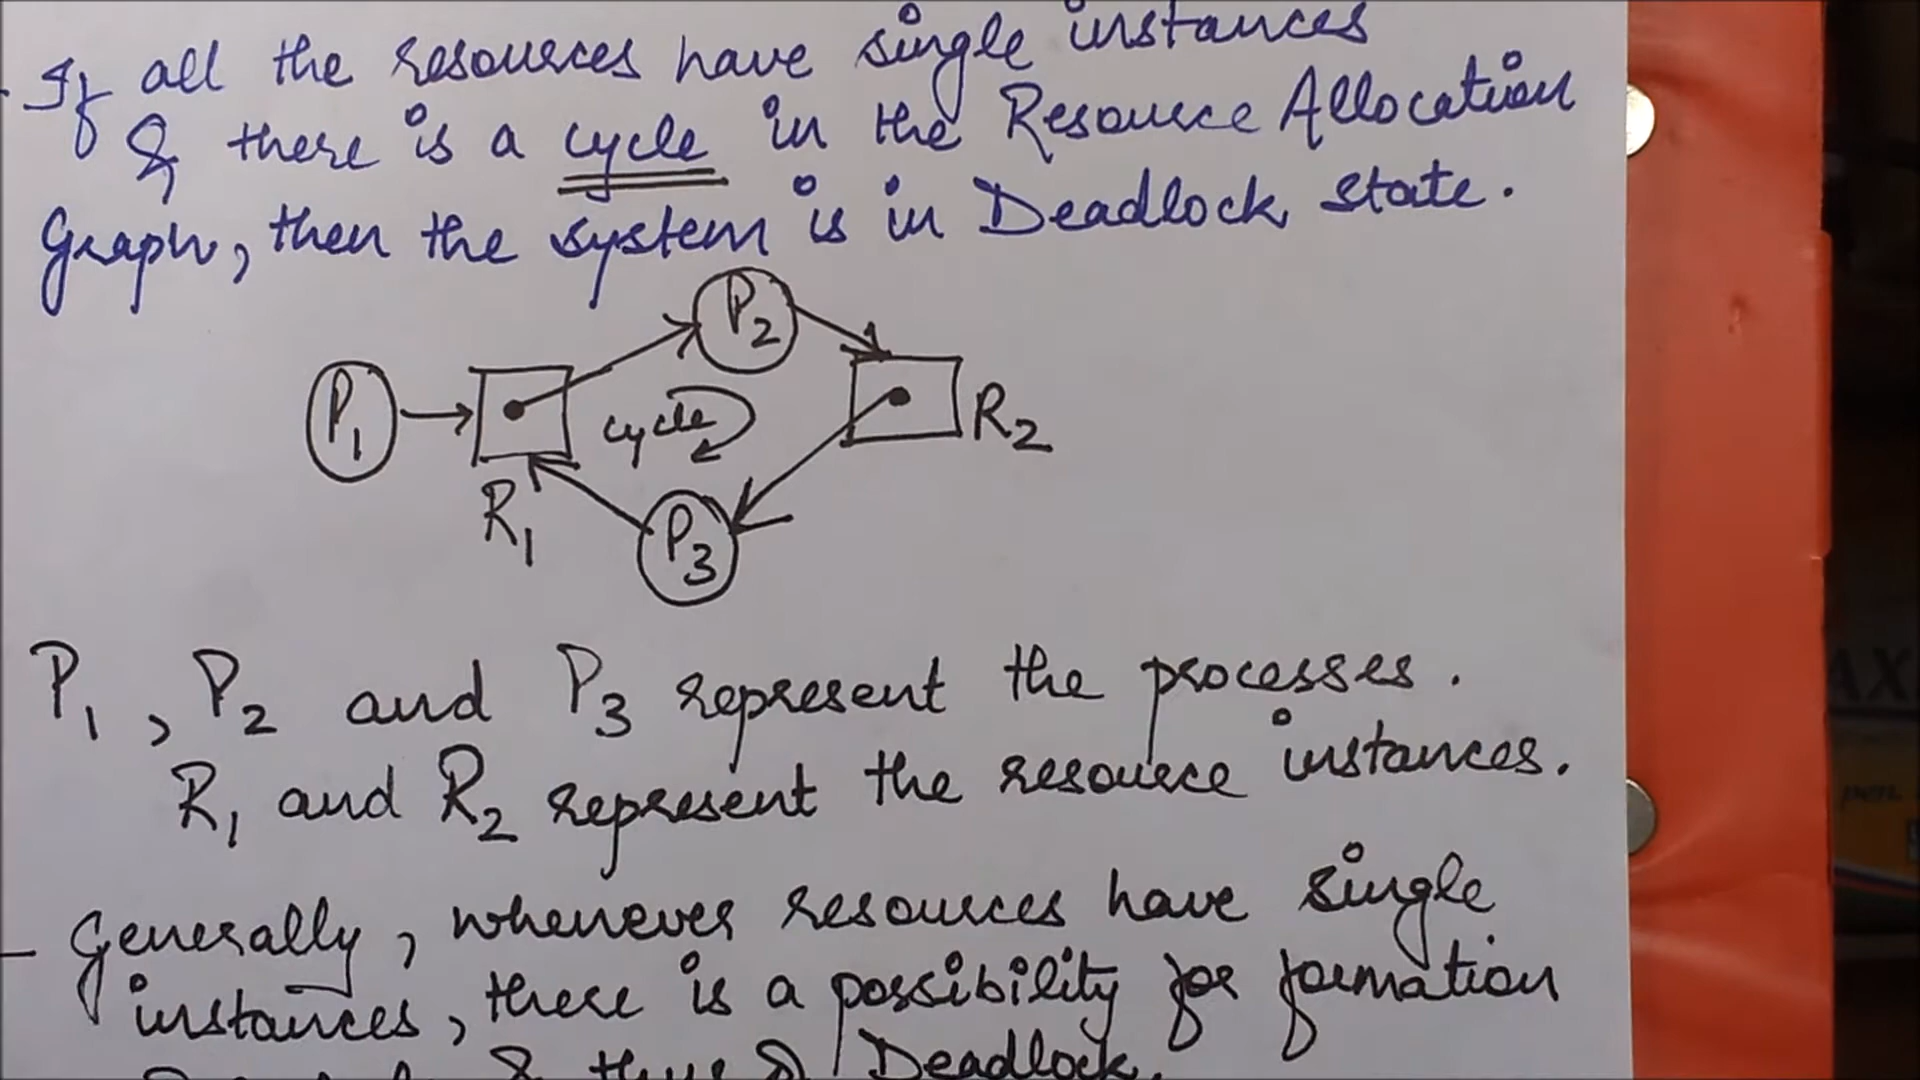 - If all the resources have single instances
& there is a cycle in the Resource Allocation
Graph, then the system is in Deadlock state.
P2
P1
cycle
R2
R1
P3
P1, P2 and P3 represent the processes.
R1 and R2 represent the resource instances.
- Generally, whenever resources have single
instances, there is a possibility for formation
& thus a Deadlock.
AX